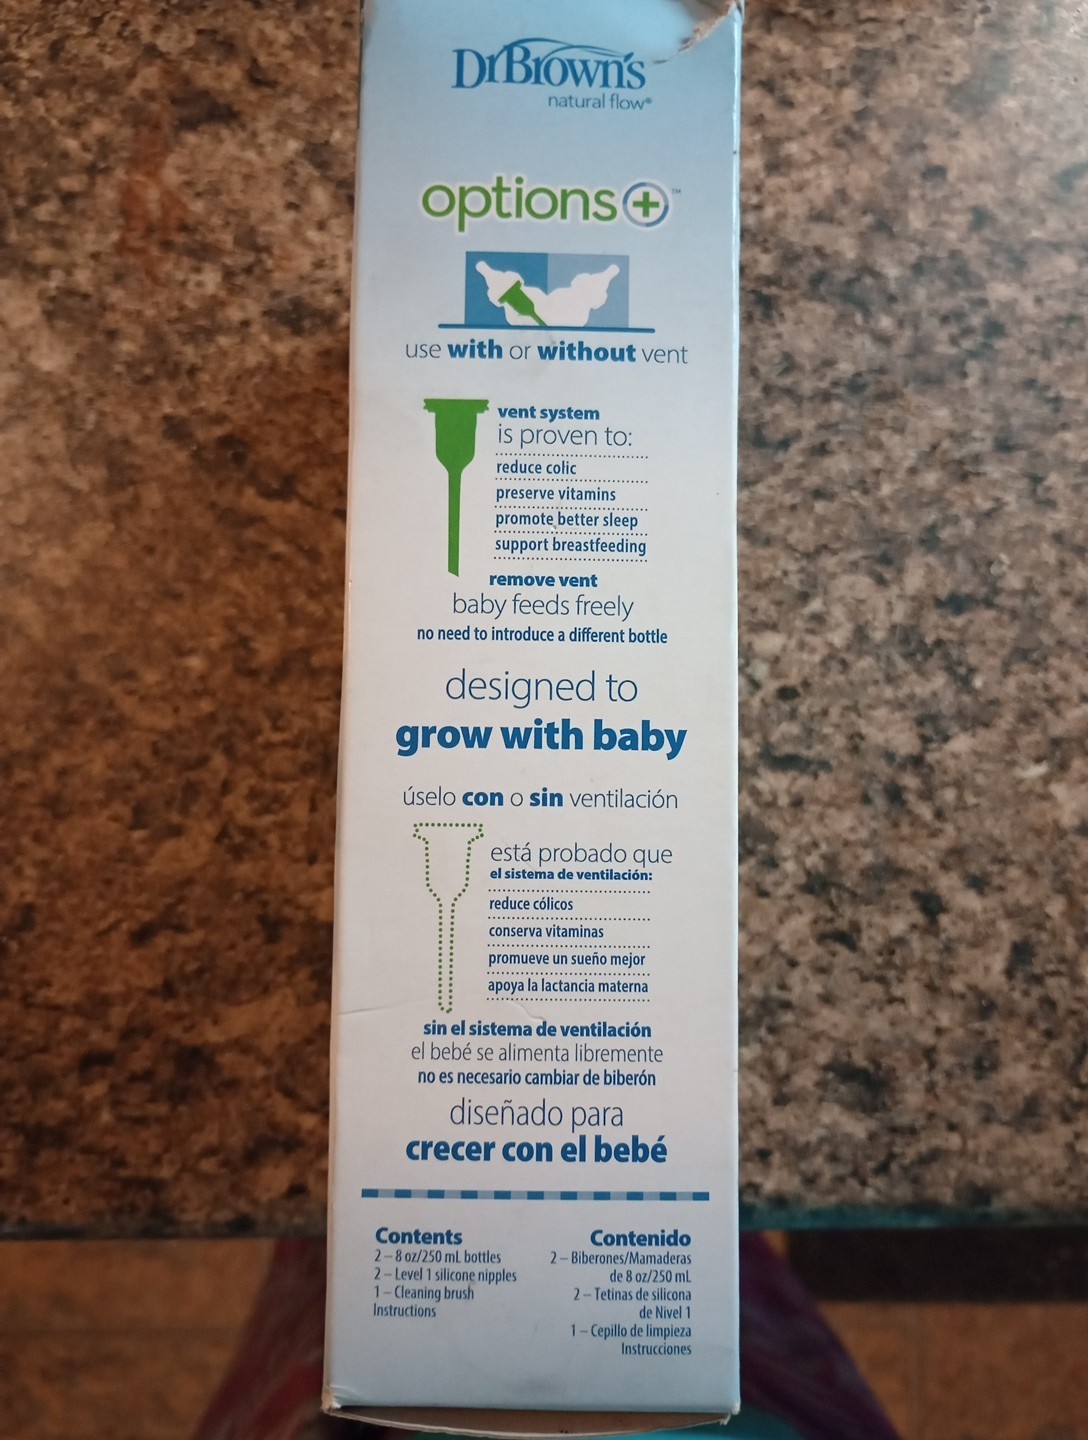 Dr Brown's
natural flow®
options+™
use with or without vent
vent system
is proven to:
reduce colic
preserve vitamins
promote better sleep
support breastfeeding
remove vent
baby feeds freely
no need to introduce a different bottle
designed to
grow with baby
úselo con o sin ventilación
está probado que
el sistema de ventilación:
reduce cólicos
conserva vitaminas
promueve un sueño mejor
apoya la lactancia materna
sin el sistema de ventilación
el bebé se alimenta libremente
no es necesario cambiar de biberón
diseñado para
crecer con el bebé
Contents
2 – 8 oz/250 mL bottles
2 – Level 1 silicone nipples
1 – Cleaning brush
Instructions
Contenido
2 – Biberones/Mamaderas
de 8 oz/250 mL
2 – Tetinas de silicona
de Nivel 1
1 – Cepillo de limpieza
Instrucciones